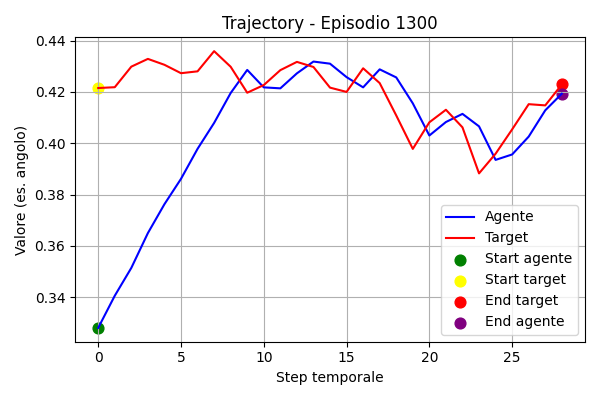 Trajectory - Episodio 1300
Valore (es. angolo)
0.44
0.42
0.40
0.38
0.36
0.34
0
5
10
15
20
25
Step temporale
Agente
Target
Start agente
Start target
End target
End agente